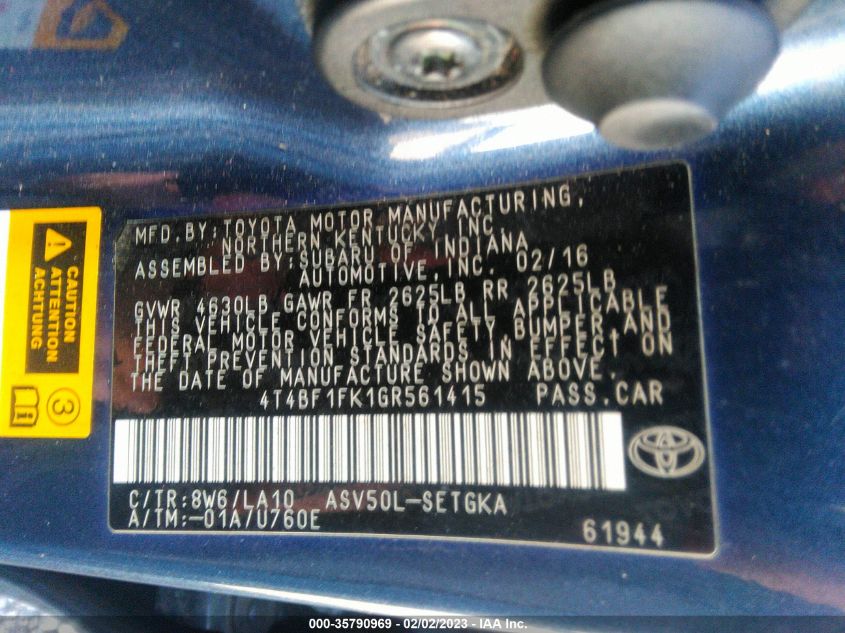 MFD.BY:TOYOTA MOTOR MANUFACTURING,
NORTHERN KENTUCKY INC.
ASSEMBLED BY:SUBARU OF INDIANA
AUTOMOTIVE,INC. 02/16
GVWR 4630LB GAWR FR 2625LB RR 2625LB
THIS VEHICLE CONFORMS TO ALL APPLICABLE
FEDERAL MOTOR VEHICLE SAFETY,BUMPER,AND
THEFT PREVENTION STANDARDS IN EFFECT ON
THE DATE OF MANUFACTURE SHOWN ABOVE.
4T4BF1FK1GR561415 PASS.CAR
C/TR:8W6/LA10 ASV50L-SETGKA
A/TM:-01A/U760E
61944
CAUTION
ATTENTION
ACHTUNG
3
000-35790969 - 02/02/2023 - IAA Inc.